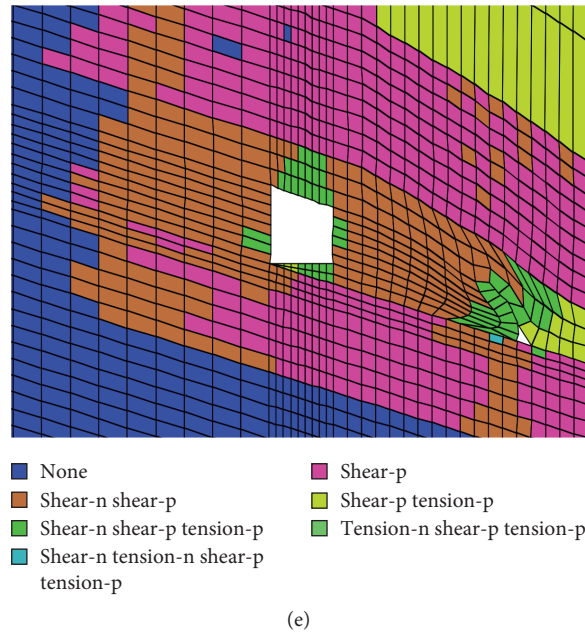 None
Shear-n shear-p
Shear-n shear-p tension-p
Shear-n tension-n shear-p
tension-p
Shear-p
Shear-p tension-p
Tension-n shear-p tension-p
(e)